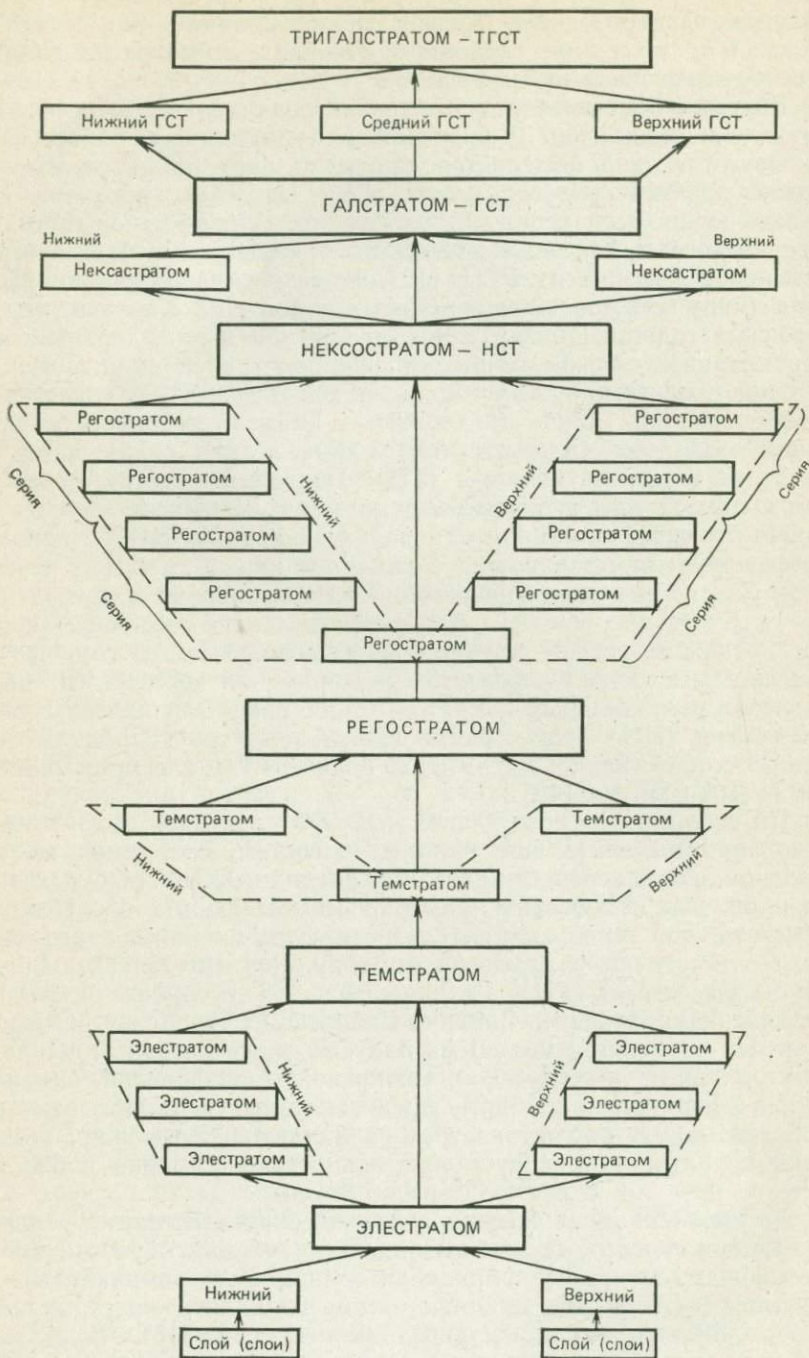 ТРИГАЛСТРАТОМ – ТГСТ
Нижний ГСТ
Средний ГСТ
Верхний ГСТ
ГАЛСТРАТОМ – ГСТ
Нижний
Верхний
Нексастратом
Нексастратом
НЕКСОСТРАТОМ – НСТ
Регостратом
Регостратом
Серия
Нижний
Верхний
Серия
Регостратом
Регостратом
Регостратом
Регостратом
Серия
Регостратом
Регостратом
Серия
Регостратом
РЕГОСТРАТОМ
Темстратом
Темстратом
Нижний
Верхний
Темстратом
ТЕМСТРАТОМ
Элестратом
Элестратом
Нижний
Верхний
Элестратом
Элестратом
Элестратом
Элестратом
ЭЛЕСТРАТОМ
Нижний
Верхний
Слой (слои)
Слой (слои)